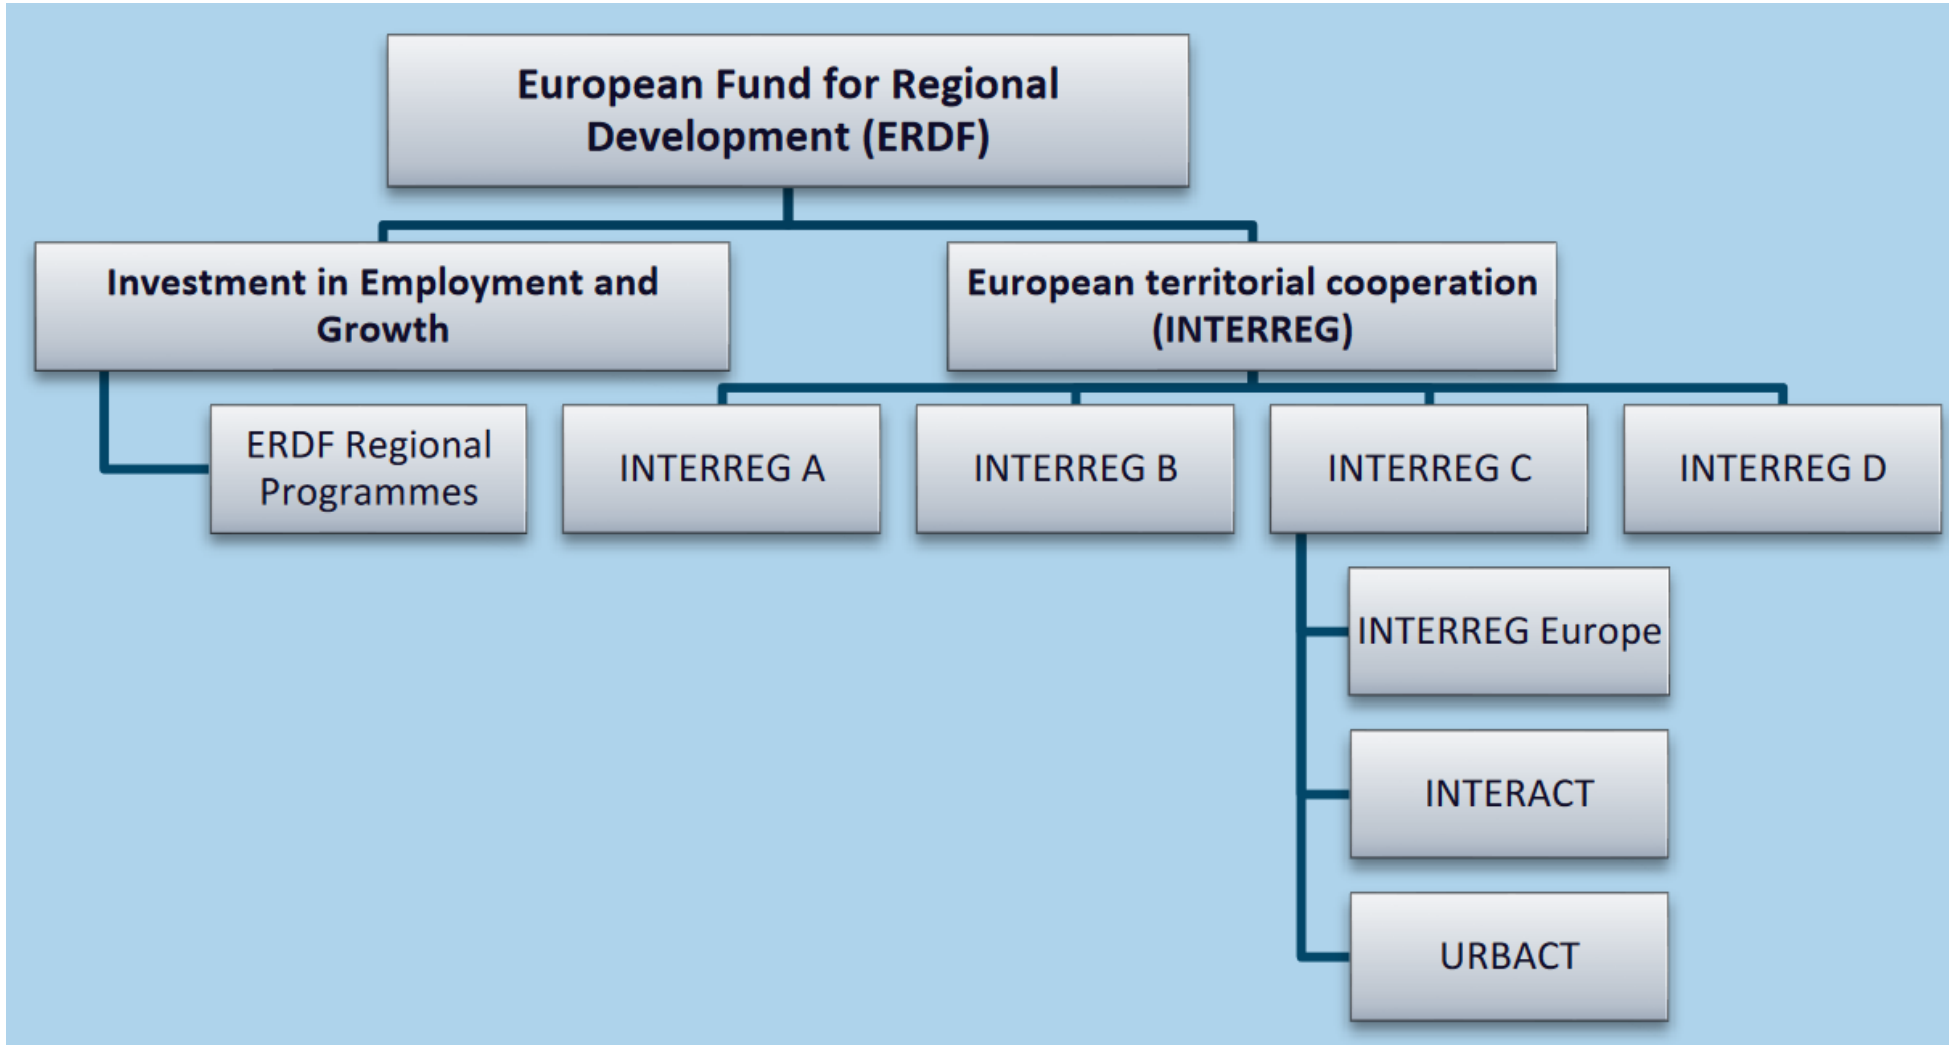 European Fund for Regional
Development (ERDF)
Investment in Employment and
Growth
European territorial cooperation
(INTERREG)
ERDF Regional
Programmes
INTERREG A
INTERREG B
INTERREG C
INTERREG D
INTERREG Europe
INTERACT
URBACT